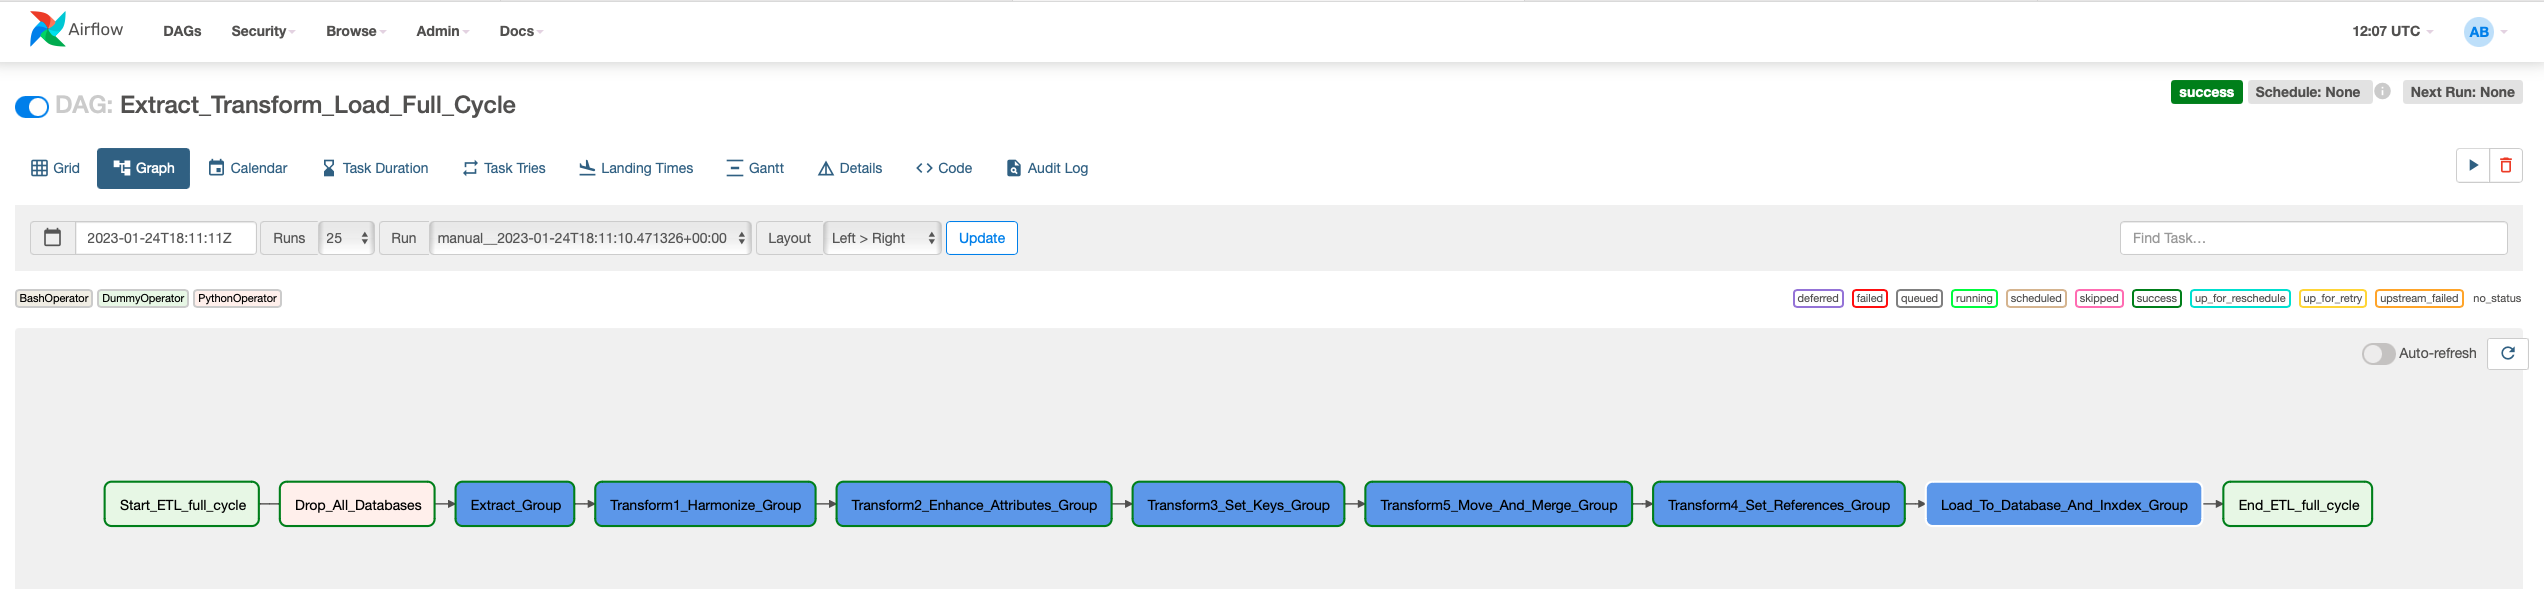 Airflow DAGs Security Browse Admin Docs 12:07 UTC AB
DAG: Extract_Transform_Load_Full_Cycle success Schedule: None i Next Run: None
Grid Graph Calendar Task Duration Task Tries Landing Times Gantt Details <> Code Audit Log
2023-01-24T18:11:11Z Runs 25 Run manual__2023-01-24T18:11:10.471326+00:00 Layout Left > Right Update Find Task...
BashOperator DummyOperator PythonOperator deferred failed queued running scheduled skipped success up_for_reschedule up_for_retry upstream_failed no_status
Auto-refresh
Start_ETL_full_cycle Drop_All_Databases Extract_Group Transform1_Harmonize_Group Transform2_Enhance_Attributes_Group Transform3_Set_Keys_Group Transform5_Move_And_Merge_Group Transform4_Set_References_Group Load_To_Database_And_Inxdex_Group End_ETL_full_cycle